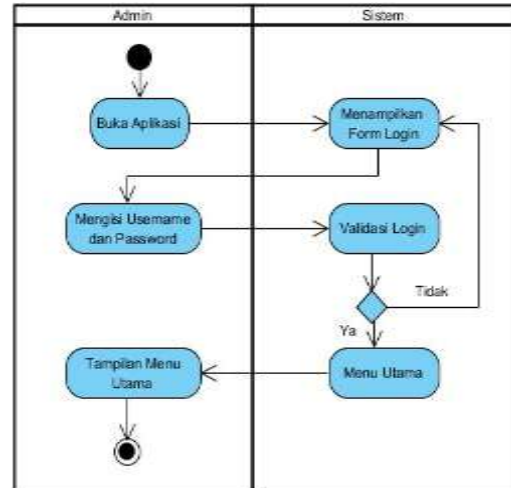 Admin
Sistem
Buka Aplikasi
Menampilkan
Form Login
Mengisi Username
dan Password
Validasi Login
Tidak
Ya
Tampilan Menu
Utama
Menu Utama